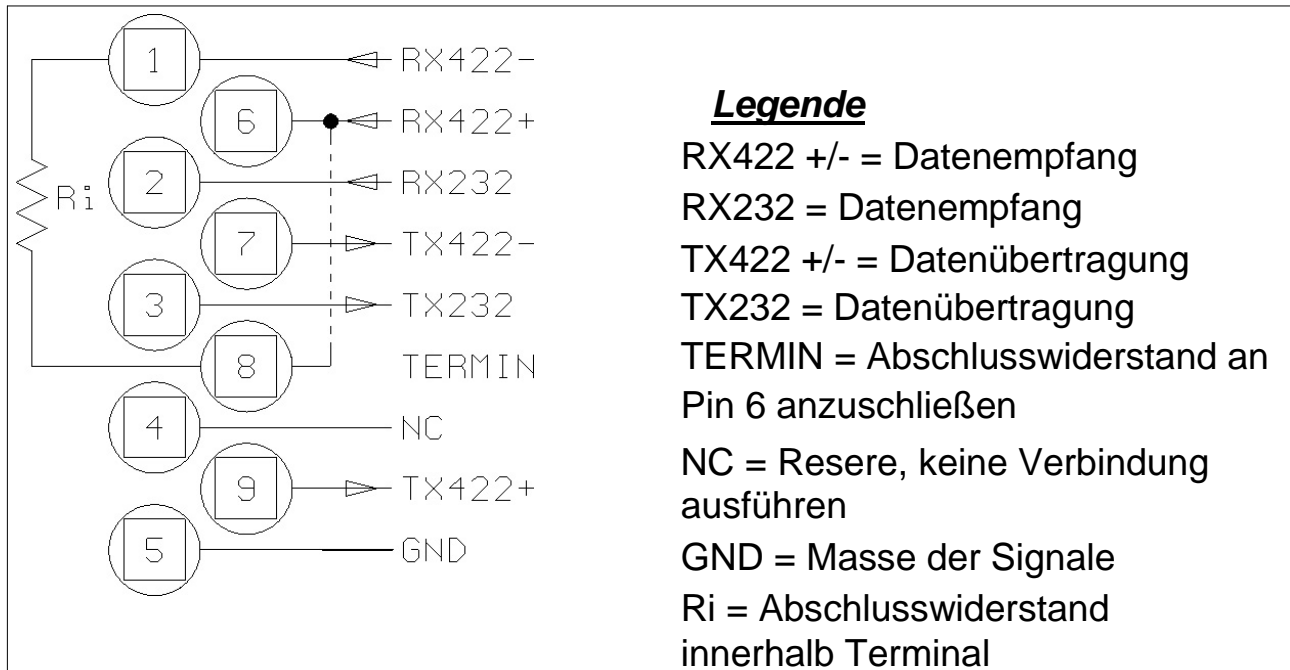 1 RX422-
6 RX422+
2 RX232
Ri
7 TX422-
3 TX232
8 TERMIN
4 NC
9 TX422+
5 GND
Legende
RX422 +/- = Datenempfang
RX232 = Datenempfang
TX422 +/- = Datenübertragung
TX232 = Datenübertragung
TERMIN = Abschlusswiderstand an
Pin 6 anzuschließen
NC = Resere, keine Verbindung
ausführen
GND = Masse der Signale
Ri = Abschlusswiderstand
innerhalb Terminal